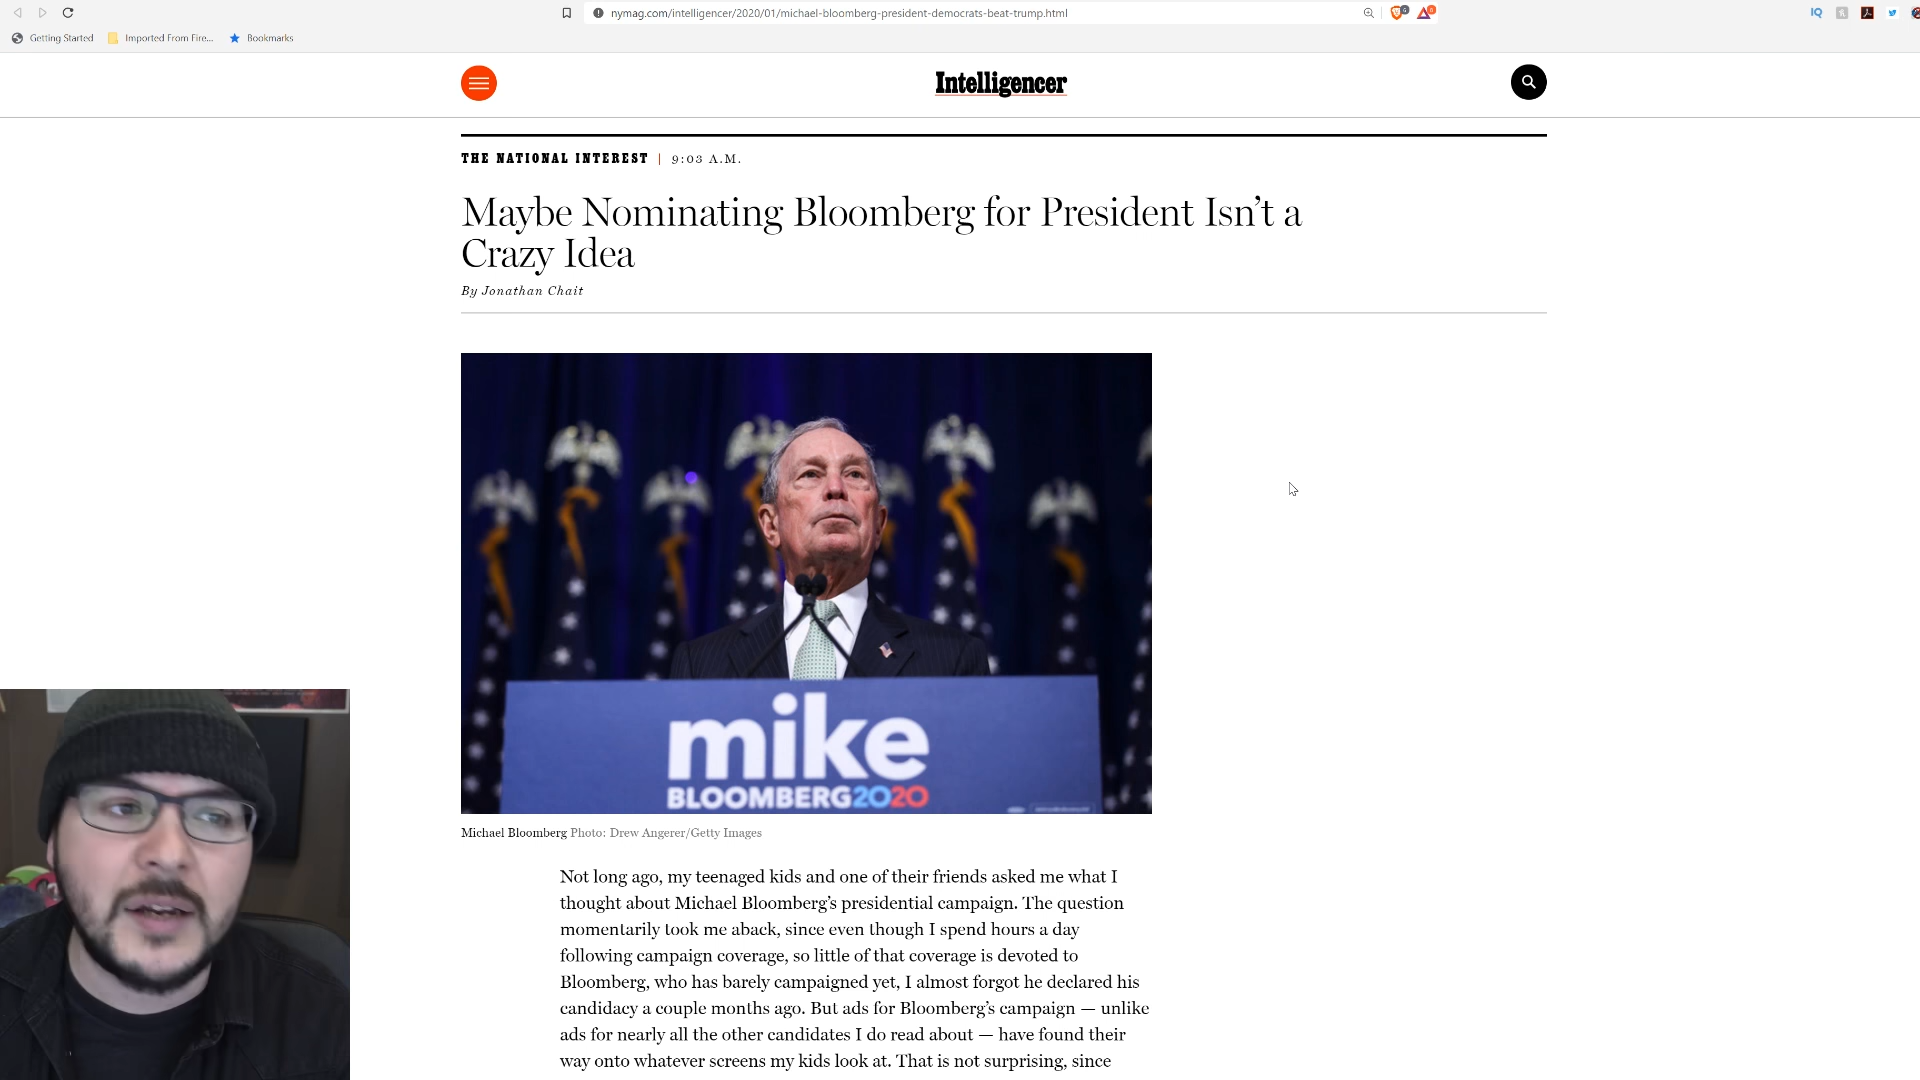 nymag.com/intelligencer/2020/01/michael-bloomberg-president-democrats-beat-trump.html
IQ
Getting Started
Imported From Fire...
Bookmarks
Intelligencer
THE NATIONAL INTEREST | 9:03 A.M.
Maybe Nominating Bloomberg for President Isn't a
Crazy Idea
By Jonathan Chait
mike
BLOOMBERG2020
Michael Bloomberg Photo: Drew Angerer/Getty Images
Not long ago, my teenaged kids and one of their friends asked me what I
thought about Michael Bloomberg's presidential campaign. The question
momentarily took me aback, since even though I spend hours a day
following campaign coverage, so little of that coverage is devoted to
Bloomberg, who has barely campaigned yet, I almost forgot he declared his
candidacy a couple months ago. But ads for Bloomberg's campaign — unlike
ads for nearly all the other candidates I do read about — have found their
way onto whatever screens my kids look at. That is not surprising, since